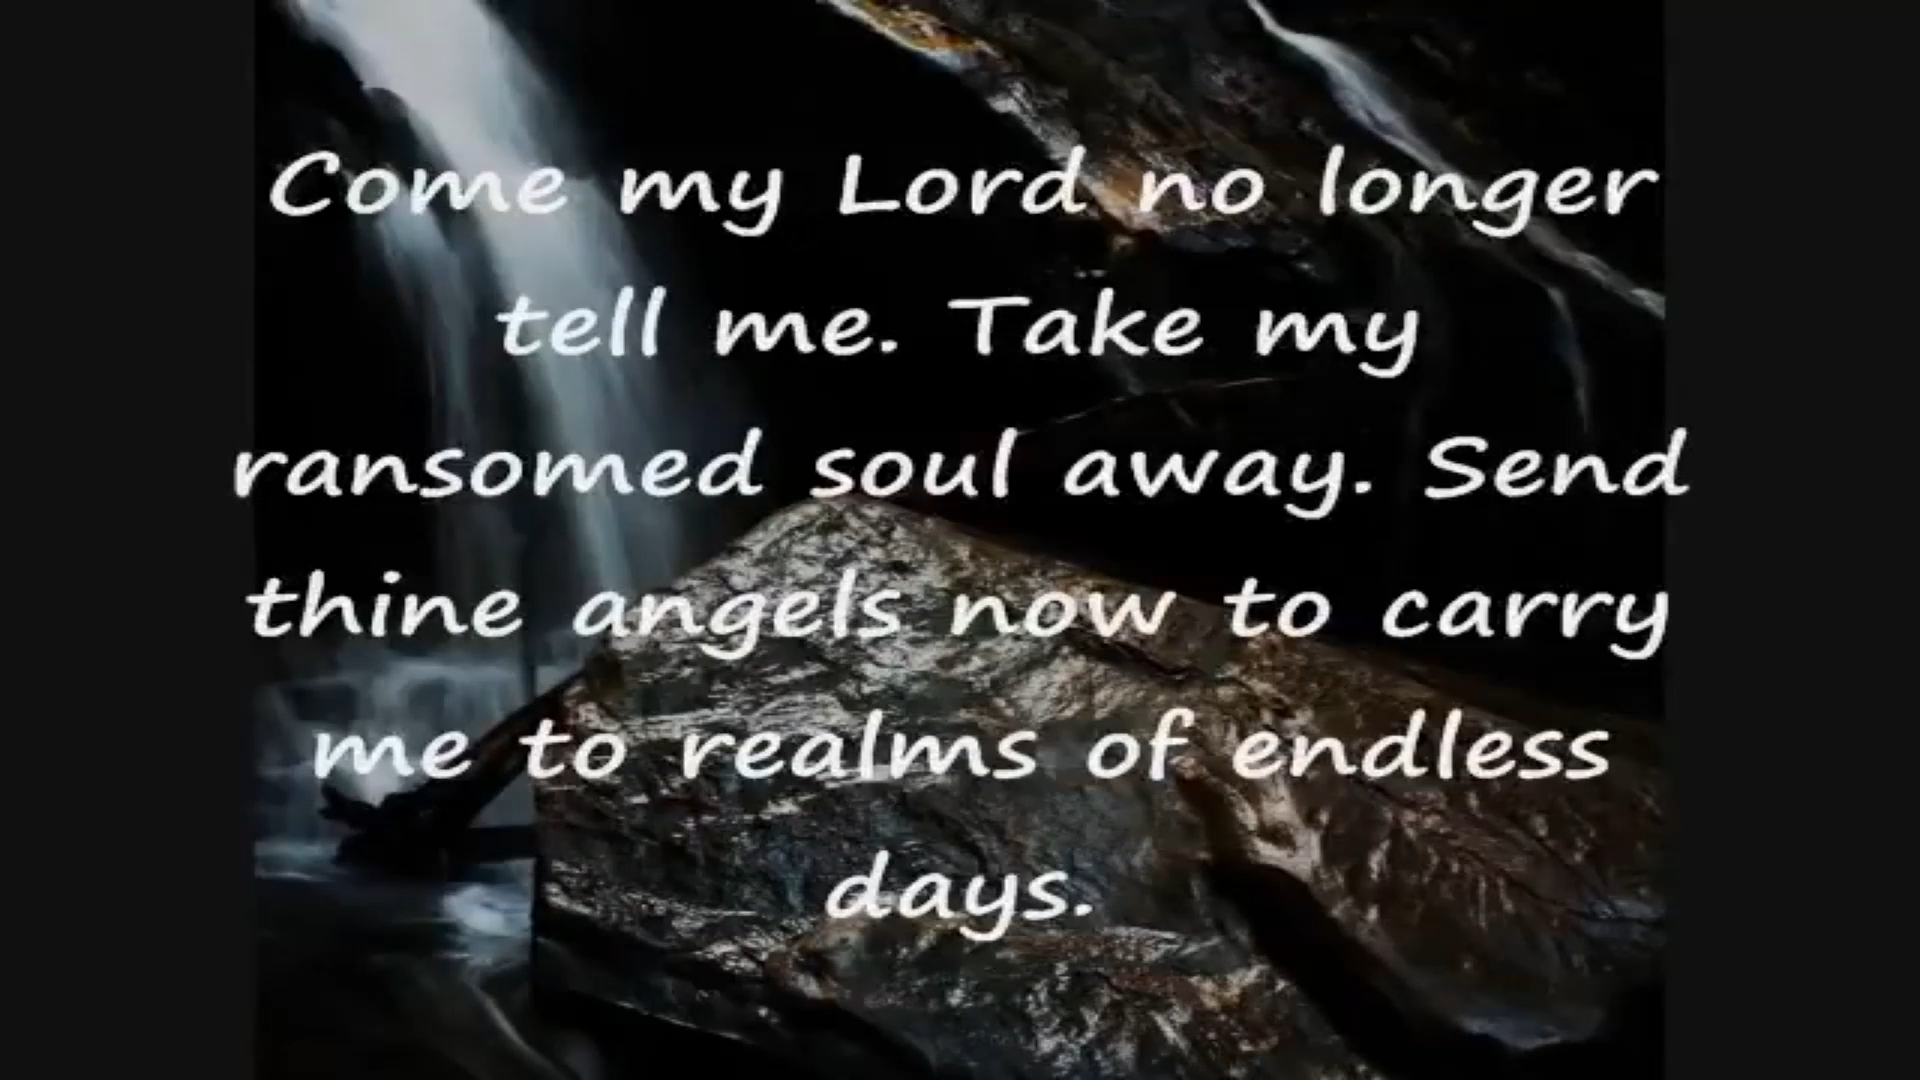 Come my Lord no longer
tell me. Take my
ransomed soul away. Send
thine angels now to carry
me to realms of endless
days.